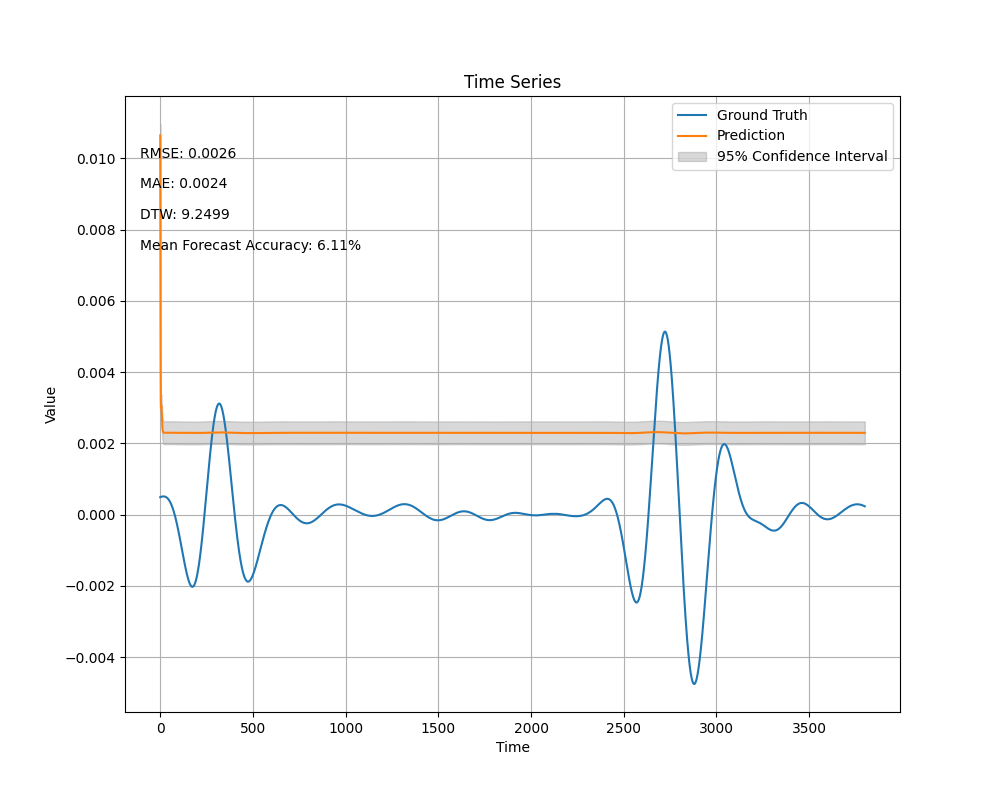 Time Series
Ground Truth
Prediction
95% Confidence Interval
RMSE: 0.0026
MAE: 0.0024
DTW: 9.2499
Mean Forecast Accuracy: 6.11%
0.010
0.008
0.006
0.004
0.002
0.000
−0.002
−0.004
Value
0 500 1000 1500 2000 2500 3000 3500
Time